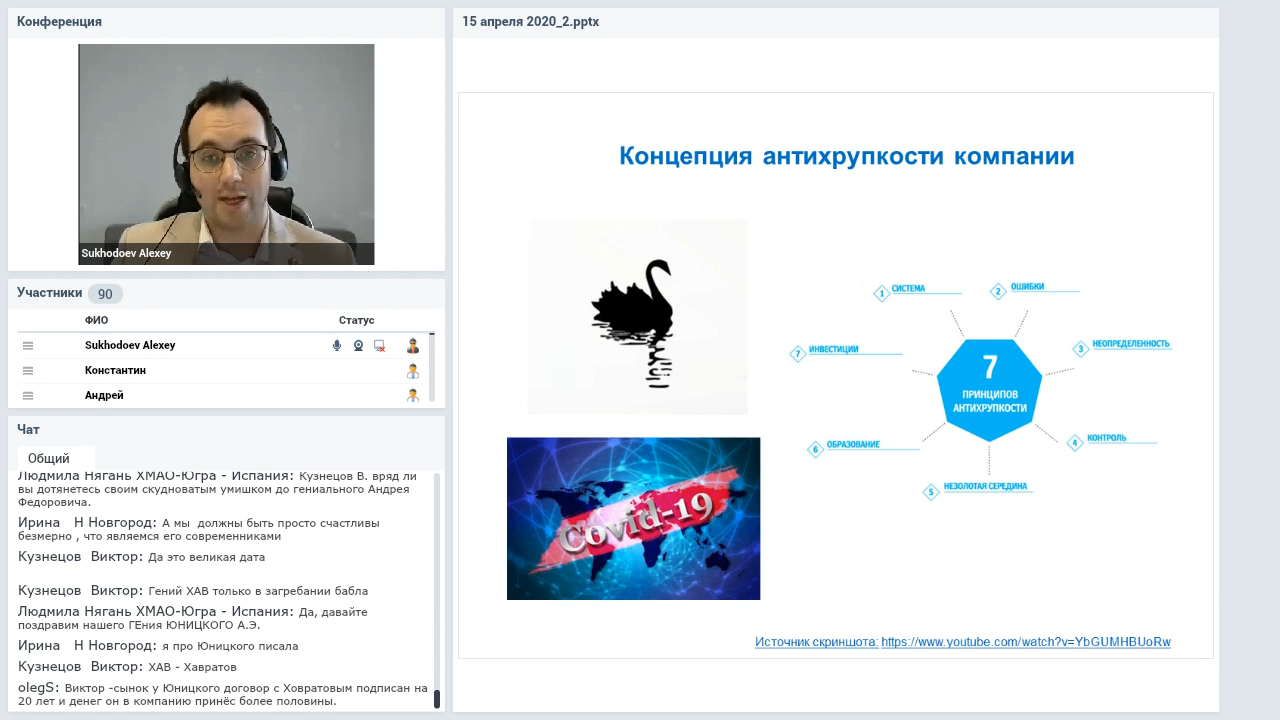 Конференция
Sukhodoev Alexey
Участники 90
ФИО Статус
Sukhodoev Alexey
Константин
Андрей
Чат
Общий
Людмила Нягань ХМАО-Югра - Испания: Кузнецов В. вряд ли
вы дотянетесь своим скудноватым умишком до гениального Андрея
Федоровича.
Ирина Н Новгород: А мы должны быть просто счастливы
безмерно , что являемся его современниками
Кузнецов Виктор: Да это великая дата
Кузнецов Виктор: Гений ХАВ только в загребании бабла
Людмила Нягань ХМАО-Югра - Испания: Да, давайте
поздравим нашего ГЕния ЮНИЦКОГО А.Э.
Ирина Н Новгород: я про Юницкого писала
Кузнецов Виктор: ХАВ - Хавратов
olegS: Виктор -сынок у Юницкого договор с Ховратовым подписан на
20 лет и денег он в компанию принёс более половины.
15 апреля 2020_2.pptx
Концепция антихрупкости компании
1 СИСТЕМА
2 ОШИБКИ
3 НЕОПРЕДЕЛЕННОСТЬ
4 КОНТРОЛЬ
5 НЕЗОЛОТАЯ СЕРЕДИНА
6 ОБРАЗОВАНИЕ
7 ИНВЕСТИЦИИ
7
ПРИНЦИПОВ
АНТИХРУПКОСТИ
Covid-19
Источник скриншота: https://www.youtube.com/watch?v=YbGUMHBUoRw